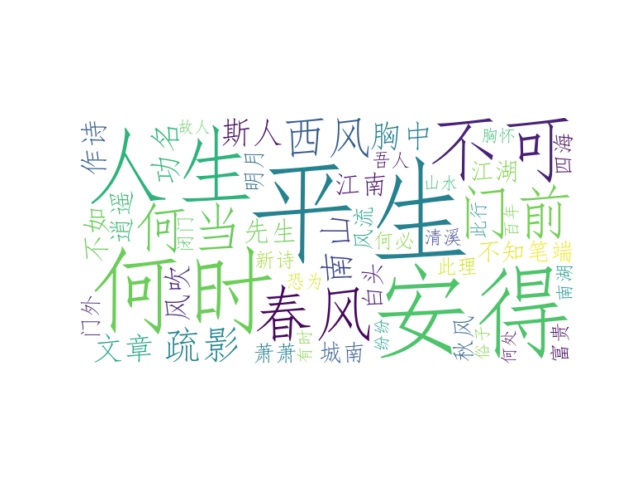 故人
作诗
功名
斯人
西风
胸中
不可
胸怀
四海
人生
明月
吾人
平生
江南
江湖
山水
不如
逍遥
何当
闭门
先生
南山
风流
何必
清溪
门前
此行
百年
何时
风吹
新诗
恐为
春风
白头
安得
此理
不知
笔端
南湖
门外
文章
疏影
萧萧
有时
城南
纷纷
秋风
俗子
何处
富贵